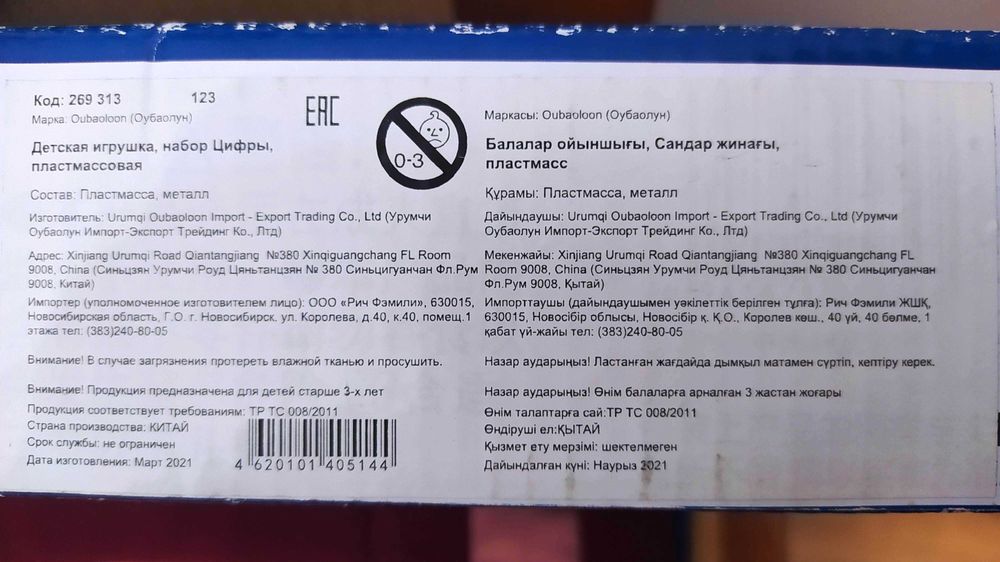 Код: 269 313 123
Марка: Oubaoloon (Оубаолун)
Детская игрушка, набор Цифры,
пластмассовая
Состав: Пластмасса, металл
Изготовитель: Urumqi Oubaoloon Import - Export Trading Co., Ltd (Урумчи
Оубаолун Импорт-Экспорт Трейдинг Ко., Лтд)
Адрес: Xinjiang Urumqi Road Qiantangjiang №380 Xinqiguangchang FL Room
9008, China (Синьцзян Урумчи Роуд Цяньтанцзян № 380 Синьцигуанчан Фл.Рум
9008, Китай)
Импортер (уполномоченное изготовителем лицо): ООО «Рич Фэмили», 630015,
Новосибирская область, Г.О. г. Новосибирск. ул. Королева, д.40, к.40, помещ.1
этажа тел: (383)240-80-05
Внимание! В случае загрязнения протереть влажной тканью и просушить.
Внимание! Продукция предназначена для детей старше 3-х лет
Продукция соответствует требованиям: ТР ТС 008/2011
Страна производства: КИТАЙ
Срок службы: не ограничен
Дата изготовления: Март 2021
4 620101 405144
EAC
0-3
Маркасы: Oubaoloon (Оубаолун)
Балалар ойыншығы, Сандар жинағы,
пластмасс
Құрамы: Пластмасса, металл
Дайындаушы: Urumqi Oubaoloon Import - Export Trading Co., Ltd (Урумчи
Оубаолун Импорт-Экспорт Трейдинг Ко., Лтд)
Мекенжайы: Xinjiang Urumqi Road Qiantangjiang №380 Xinqiguangchang FL
Room 9008, China (Синьцзян Урумчи Роуд Цяньтанцзян № 380 Синьцигуанчан
Фл.Рум 9008, Қытай)
Импорттаушы (дайындаушымен уәкілеттік берілген тұлға): Рич Фэмили ЖШҚ,
630015, Новосібір облысы, Новосібір қ. Қ.О., Королев көш., 40 үй, 40 бөлме, 1
қабат үй-жайы тел: (383)240-80-05
Назар аударыңыз! Ластанған жағдайда дымқыл матамен сүртіп, кептіру керек.
Назар аударыңыз! Өнім балаларға арналған 3 жастан жоғары
Өнім талаптарға сай:ТР ТС 008/2011
Өндіруші ел:ҚЫТАЙ
Қызмет ету мерзімі: шектелмеген
Дайындалған күні: Наурыз 2021